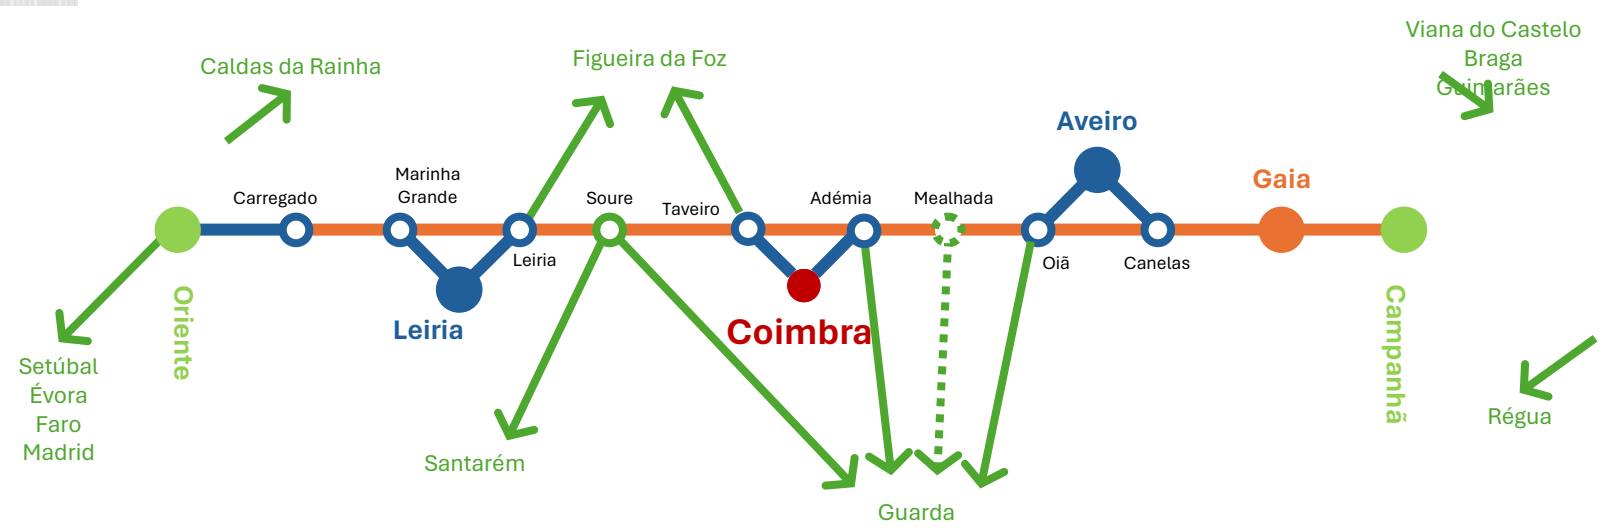 Viana do Castelo
Braga
Guimarães
Caldas da Rainha
Figueira da Foz
Aveiro
Marinha
Grande
Gaia
Carregado
Soure
Taveiro
Adémia
Mealhada
Leiria
Oiã
Canelas
Oriente
Leiria
Coimbra
Campanhã
Setúbal
Évora
Faro
Madrid
Santarém
Régua
Guarda